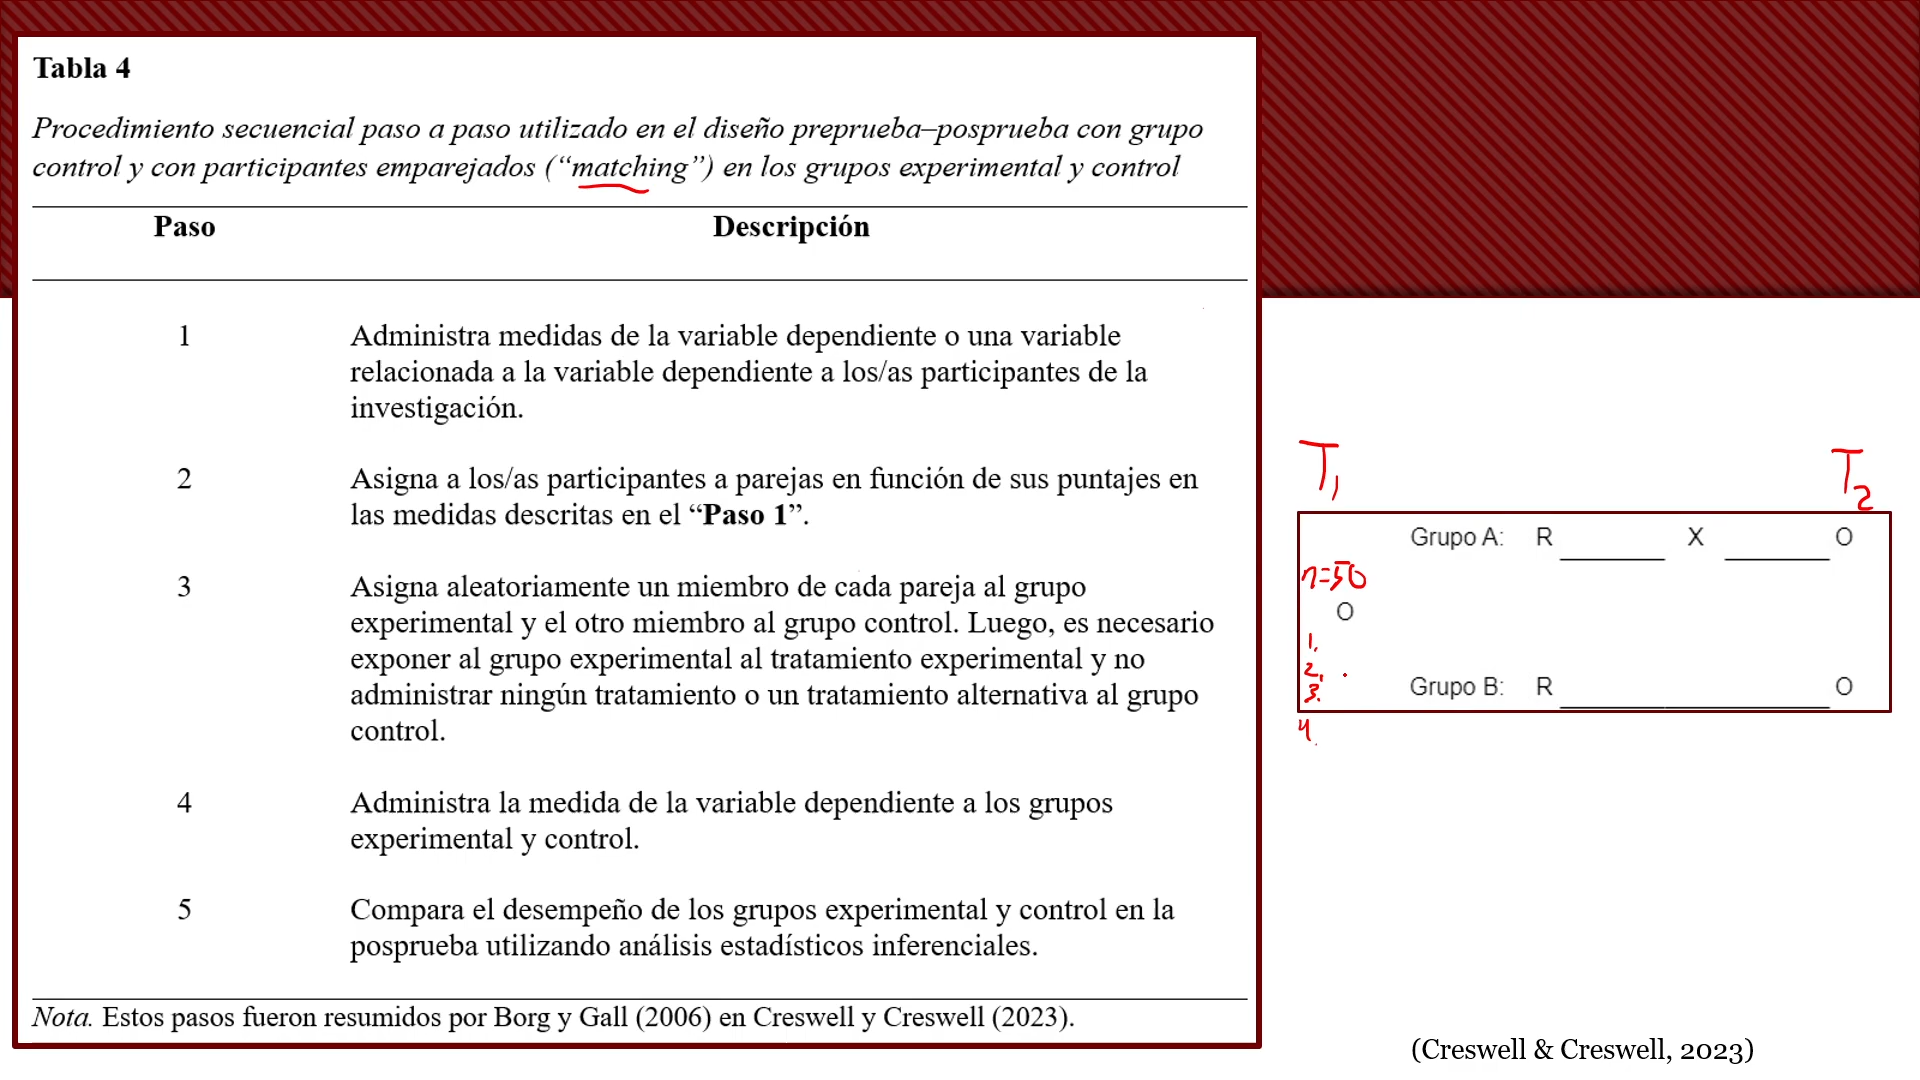 Tabla 4
Procedimiento secuencial paso a paso utilizado en el diseño preprueba–posprueba con grupo
control y con participantes emparejados (“matching”) en los grupos experimental y control
Paso Descripción
1 Administra medidas de la variable dependiente o una variable
relacionada a la variable dependiente a los/as participantes de la
investigación.
2 Asigna a los/as participantes a parejas en función de sus puntajes en
las medidas descritas en el “Paso 1”.
3 Asigna aleatoriamente un miembro de cada pareja al grupo
experimental y el otro miembro al grupo control. Luego, es necesario
exponer al grupo experimental al tratamiento experimental y no
administrar ningún tratamiento o un tratamiento alternativa al grupo
control.
4 Administra la medida de la variable dependiente a los grupos
experimental y control.
5 Compara el desempeño de los grupos experimental y control en la
posprueba utilizando análisis estadísticos inferenciales.
Nota. Estos pasos fueron resumidos por Borg y Gall (2006) en Creswell y Creswell (2023).
T1 T2
Grupo A: R X O
n=50
O
1.
2.
3.
Grupo B: R O
4.
(Creswell & Creswell, 2023)